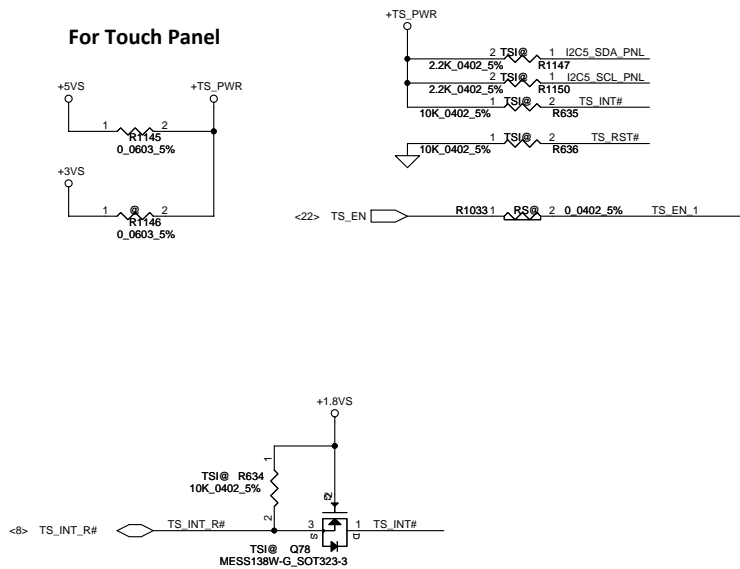 For Touch Panel
+5VS
+TS_PWR
1 2
R1145
0_0603_5%
+3VS
@
1 2
R1146
0_0603_5%
+TS_PWR
2 TSI@ 1 I2C5_SDA_PNL
2.2K_0402_5% R1147
2 TSI@ 1 I2C5_SCL_PNL
2.2K_0402_5% R1150
1 TSI@ 2 TS_INT#
10K_0402_5% R635
1 TSI@ 2 TS_RST#
10K_0402_5% R636
<22> TS_EN R1033 1 RS@ 2 0_0402_5% TS_EN_1
+1.8VS
1
TSI@ R634
10K_0402_5%
2
G
2
<8> TS_INT_R# TS_INT_R# 3 S D 1 TS_INT#
TSI@ Q78
MESS138W-G_SOT323-3